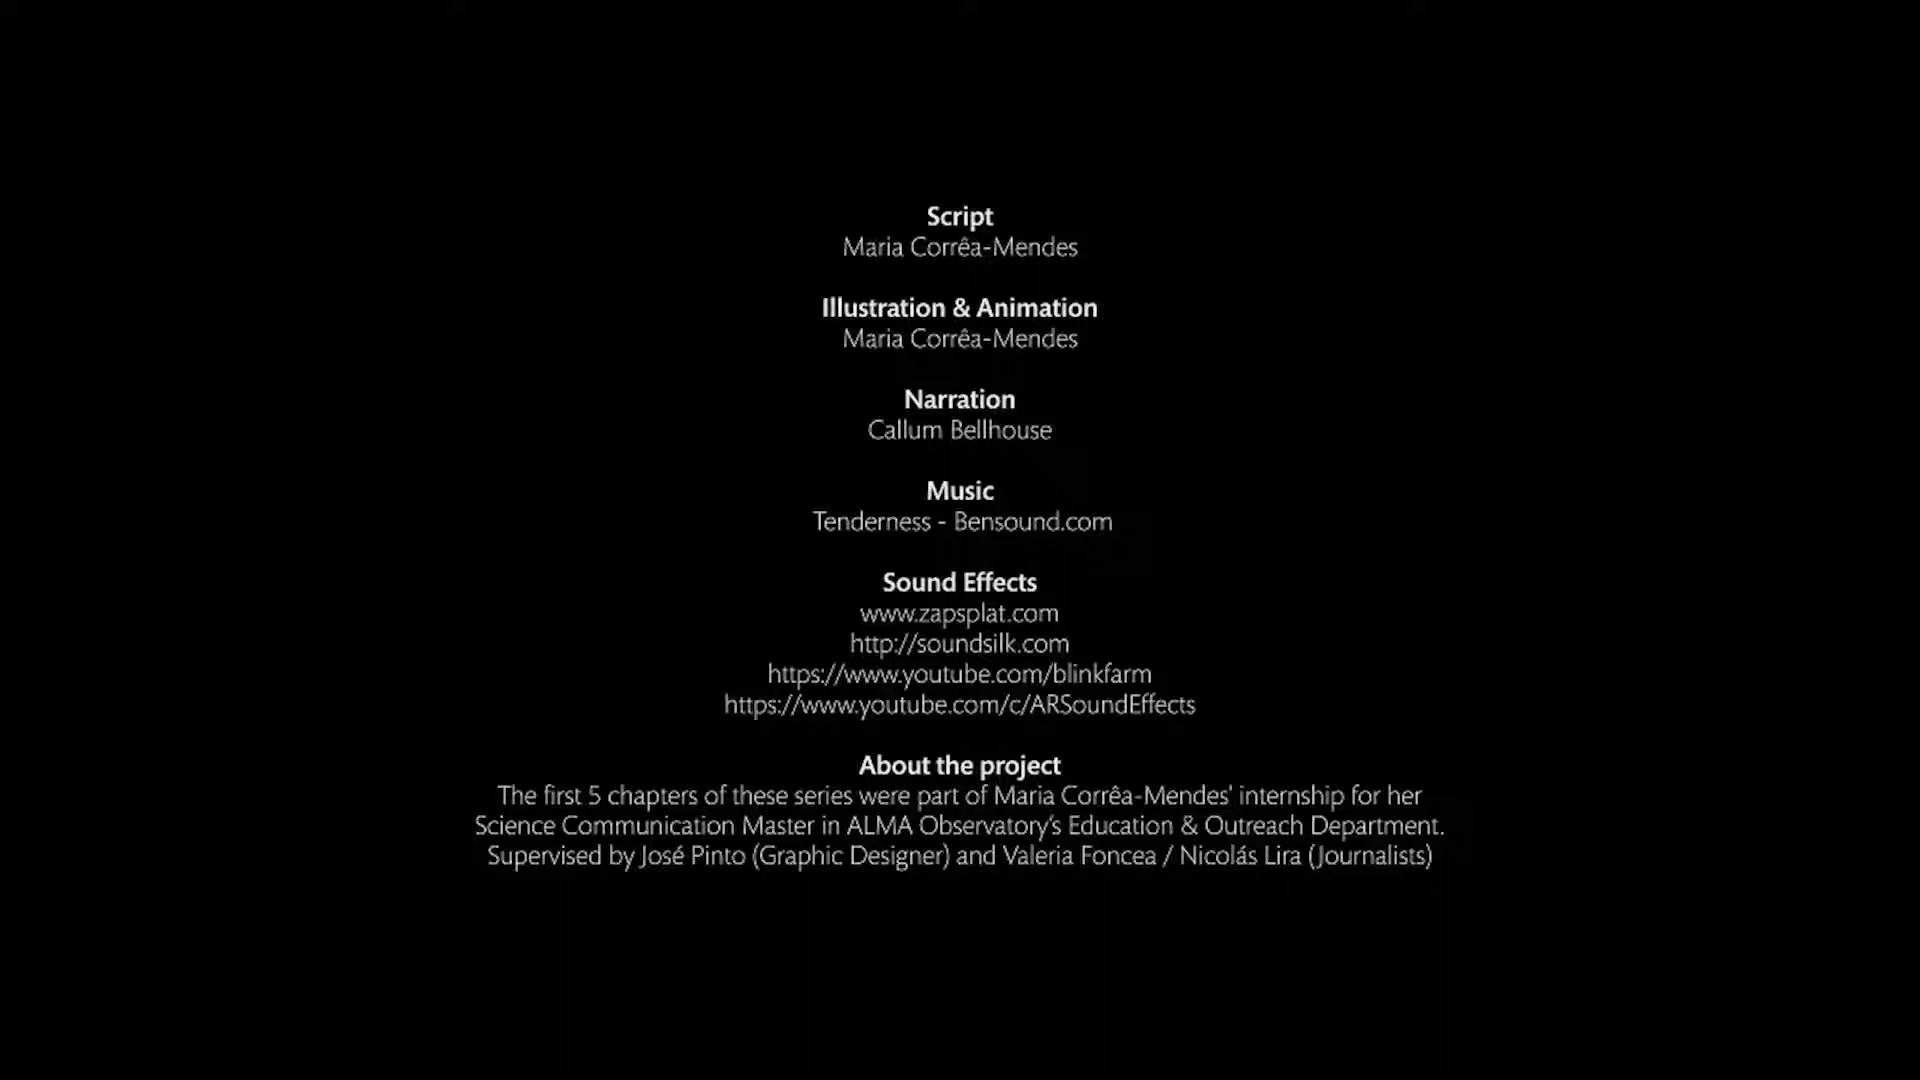 Script
Maria Corrêa-Mendes
Illustration & Animation
Maria Corrêa-Mendes
Narration
Callum Bellhouse
Music
Tenderness - Bensound.com
Sound Effects
www.zapsplat.com
http://soundsilk.com
https://www.youtube.com/blinkfarm
https://www.youtube.com/c/ARSoundEffects
About the project
The first 5 chapters of these series were part of Maria Corrêa-Mendes' internship for her
Science Communication Master in ALMA Observatory's Education & Outreach Department.
Supervised by José Pinto (Graphic Designer) and Valeria Foncea / Nicolás Lira (Journalists)